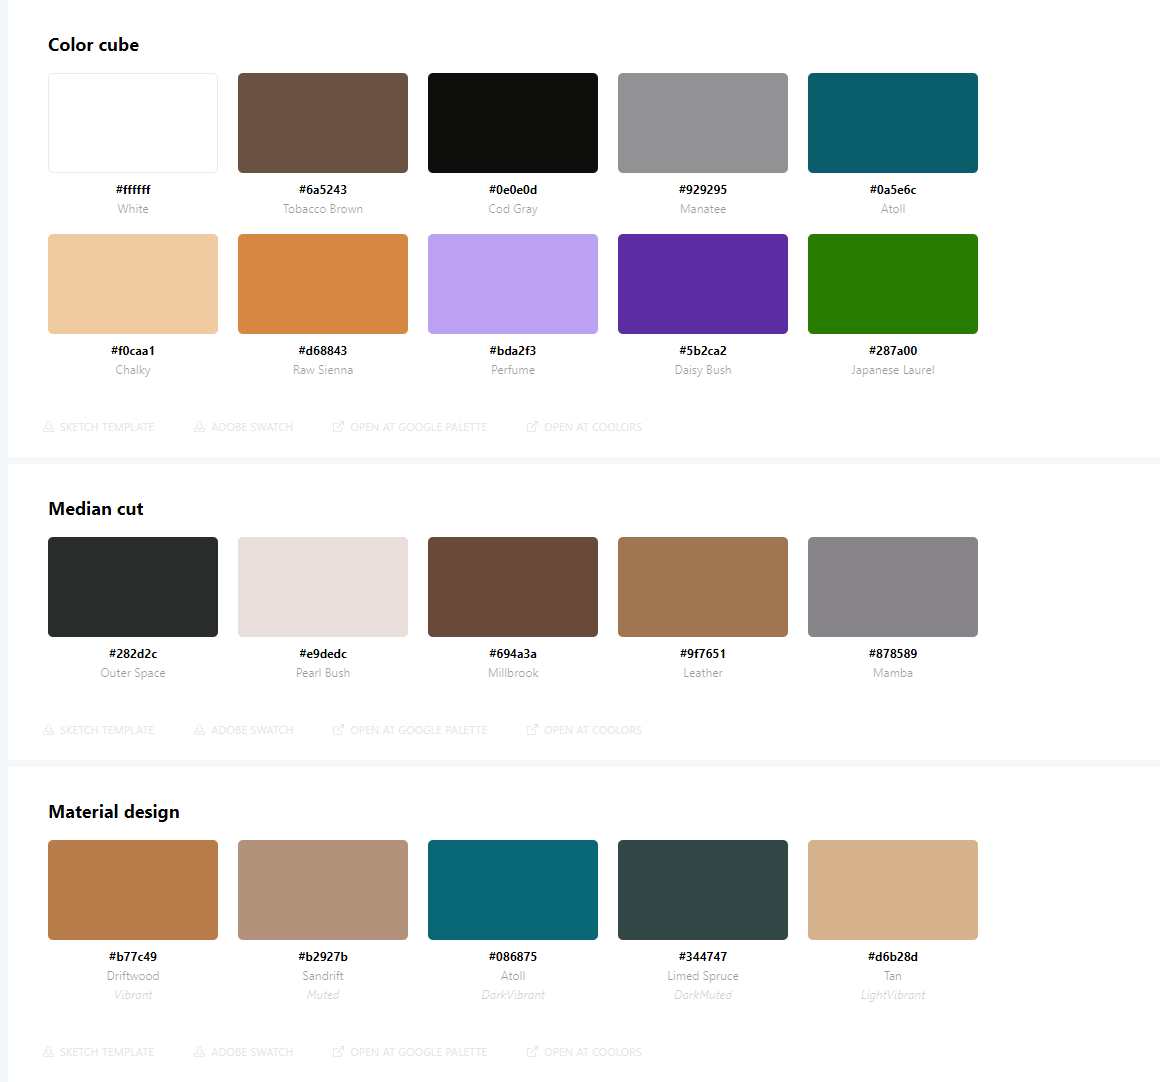 Color cube
#ffffff #6a5243 #0e0e0d #929295 #0a5e6c
White Tobacco Brown Cod Gray Manatee Atoll
#f0caa1 #d68843 #bda2f3 #5b2ca2 #287a00
Chalky Raw Sienna Perfume Daisy Bush Japanese Laurel
SKETCH TEMPLATE ADOBE SWATCH OPEN AT GOOGLE PALETTE OPEN AT COOLORS
Median cut
#282d2c #e9dedc #694a3a #9f7651 #878589
Outer Space Pearl Bush Millbrook Leather Mamba
SKETCH TEMPLATE ADOBE SWATCH OPEN AT GOOGLE PALETTE OPEN AT COOLORS
Material design
#b77c49 #b2927b #086875 #344747 #d6b28d
Driftwood Sandrift Atoll Limed Spruce Tan
Vibrant Muted DarkVibrant DarkMuted LightVibrant
SKETCH TEMPLATE ADOBE SWATCH OPEN AT GOOGLE PALETTE OPEN AT COOLORS